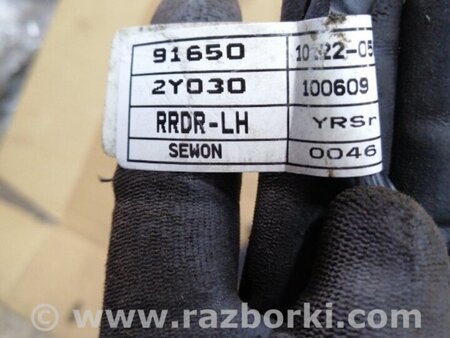 91650
2Y030 100609
RRDR-LH YRSr
SEWON 0046
© www.razborki.com